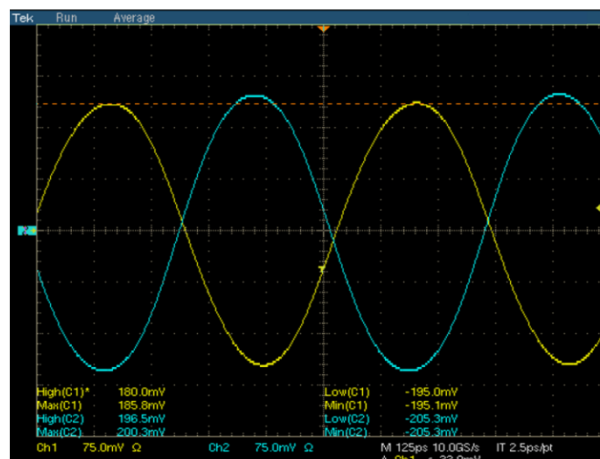 Tek Run Average
High(C1)* 180.0mV Low(C1) -195.0mV
Max(C1) 185.8mV Min(C1) -195.1mV
High(C2) 196.5mV Low(C2) -205.3mV
Max(C2) 200.3mV Min(C2) -205.3mV
Ch1 75.0mV Ω Ch2 75.0mV Ω M 125ps 10.0GS/s IT 2.5ps/pt